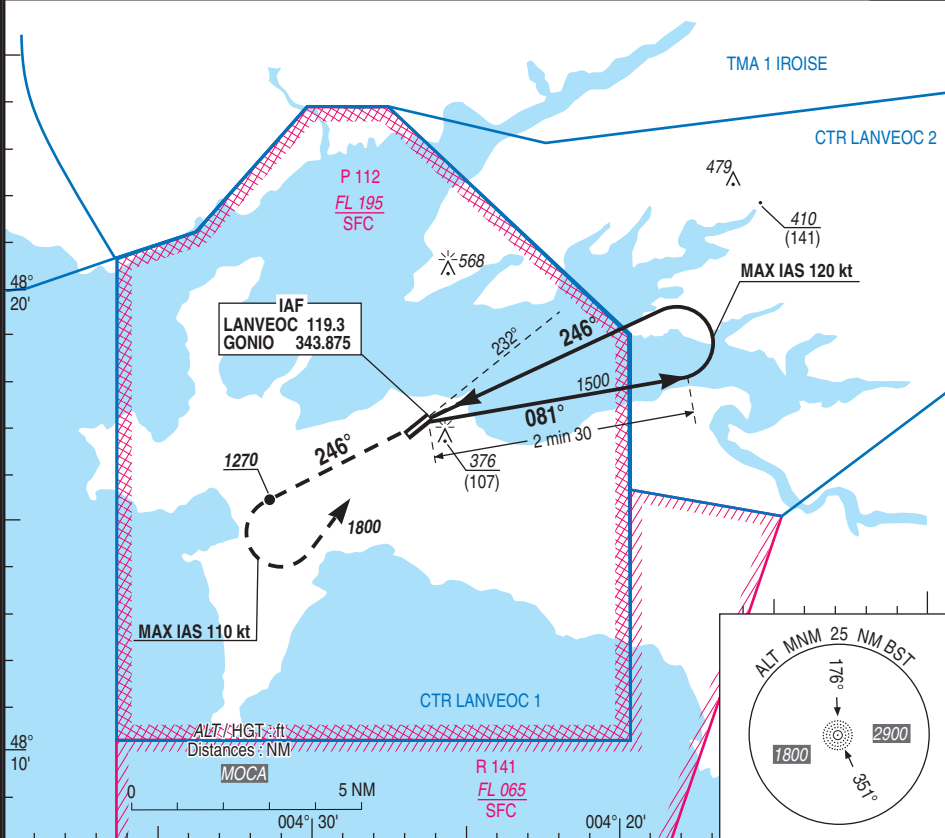 TMA 1 IROISE
CTR LANVEOC 2
P 112
FL 195
SFC
479
410
(141)
568
MAX IAS 120 kt
48°
20'
IAF
LANVEOC 119.3
GONIO 343.875
232°
246°
1500
081°
2 min 30
376
(107)
246°
1270
1800
MAX IAS 110 kt
CTR LANVEOC 1
ALT / HGT : ft
Distances : NM
MOCA
48°
10'
0
5 NM
R 141
FL 065
SFC
004° 30'
004° 20'
ALT MNM 25 NM BST
176°
1800
2900
351°